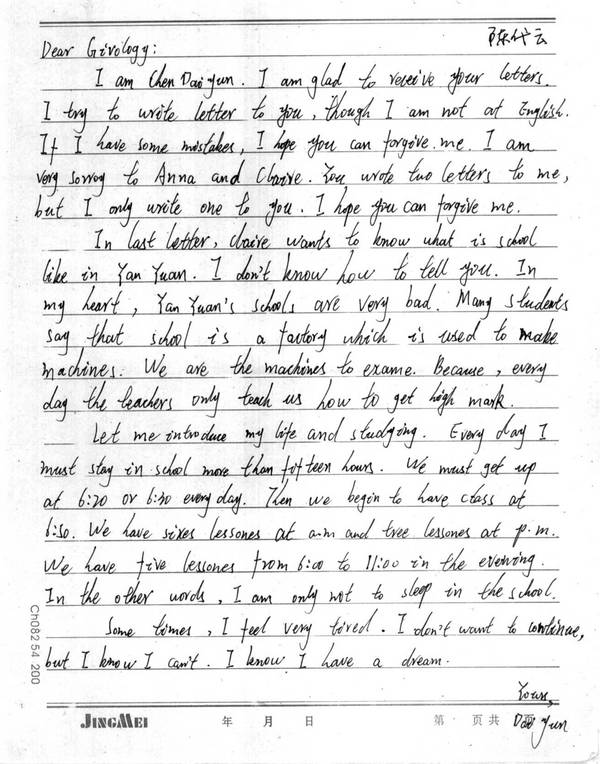 陈代云
Dear Givology:
I am Chen Dai Yun. I am glad to receive your letters.
I try to write letter to you, though I am not at English.
If I have some mistakes, I hope you can forgive me. I am
very sorry to Anna and Claire. You wrote two letters to me,
but I only write one to you. I hope you can forgive me.
In last letter, claire wants to know what is school
like in Yan Yuan. I don't know how to tell you. In
my heart, Yan Yuan's schools are very bad. Many students
say that school is a factory which is used to make
machines. We are the machines to exame. Because, every
day the teachers only teach us how to get high mark.
Let me introduce my life and studying. Every day I
must stay in school more than fifteen hours. We must get up
at 6:20 or 6:30 every day. Then we begin to have class at
6:50. We have sixes lessones at a.m and tree lessones at p.m.
We have five lessones from 6:00 to 11:00 in the evening.
In the other words, I am only not to sleep in the school.
Some times, I feel very tired. I don't want to continue,
but I know I can't. I know I have a dream.
Yours,
Dai Yun
JINGMEI 年 月 日 第 页 共
Ch082 54 200